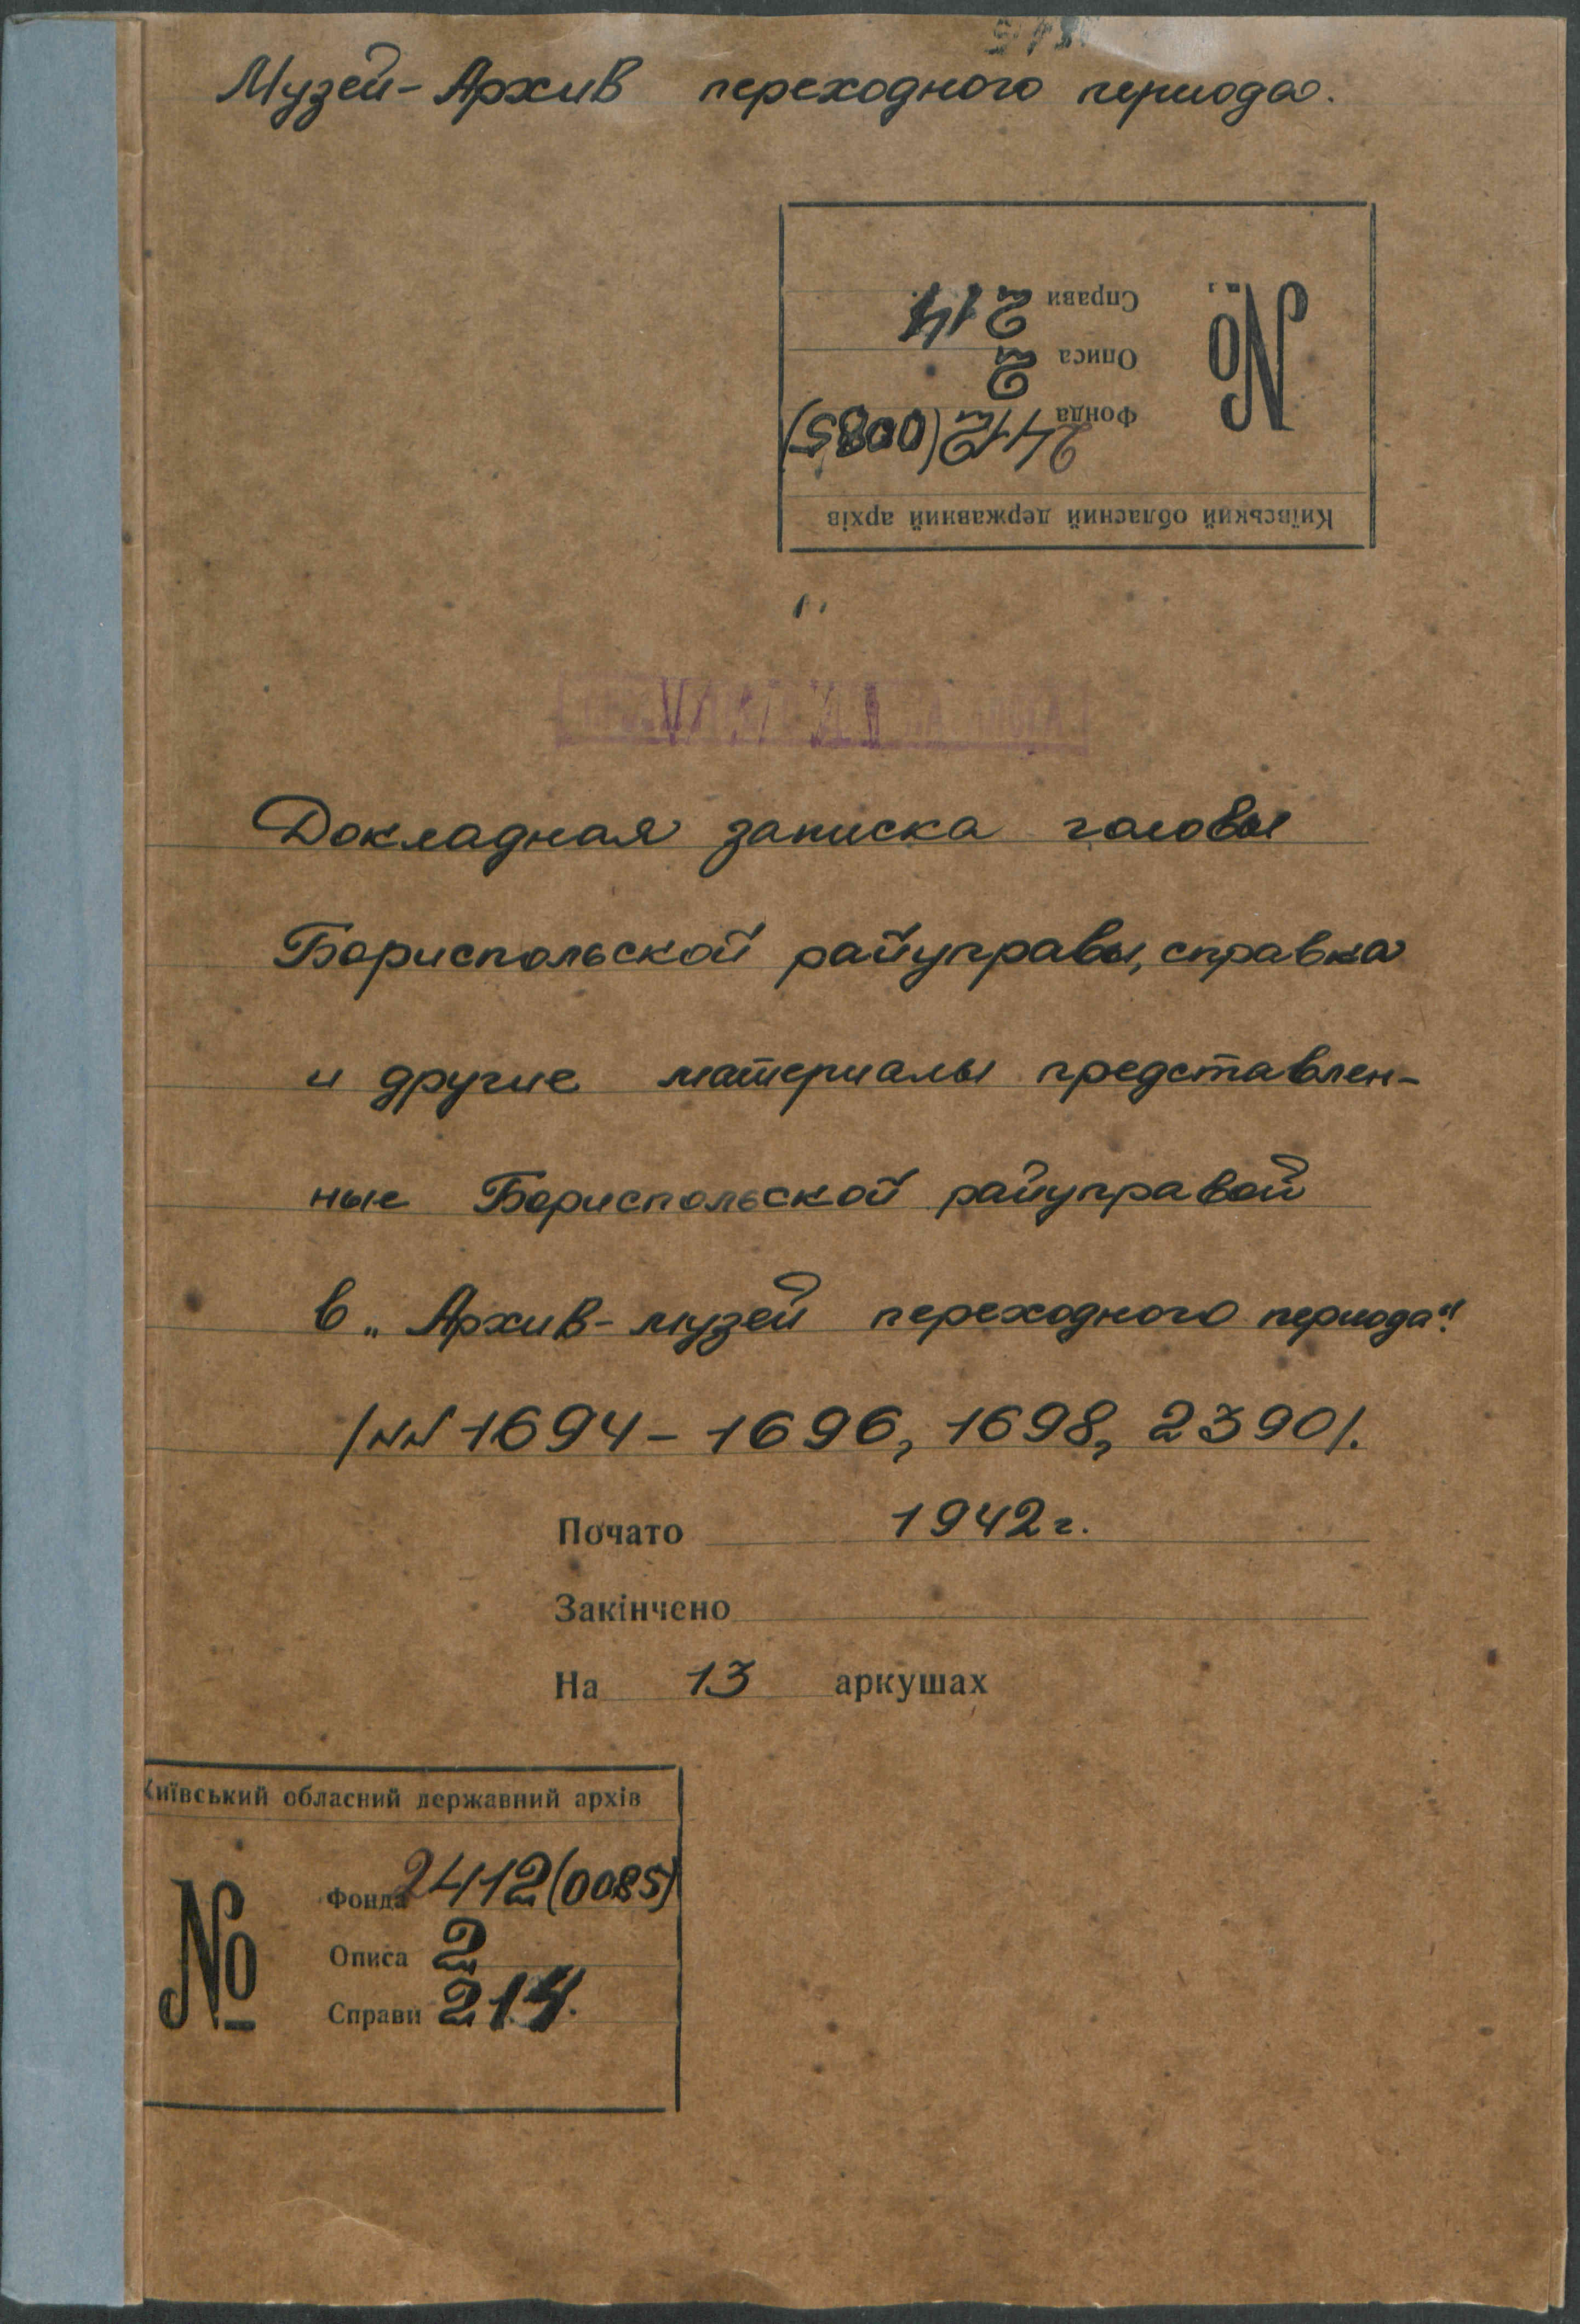 Музей-Архив переходного периода.
Київський обласний державний архів
№
Фонда 2412 (0085)
Описа 2
Справи 214
Докладная записка головы
Бориспольской райуправы, справка
и другие материалы представлен-
ные Бориспольской райуправой
в „Архив-музей переходного периода".
/NN 1694-1696, 1698, 2390/.
Почато 1942 г.
Закінчено
На 13 аркушах
Київський обласний державний архів
№
Фонда 2412 (0085)
Описа 2
Справи 214.